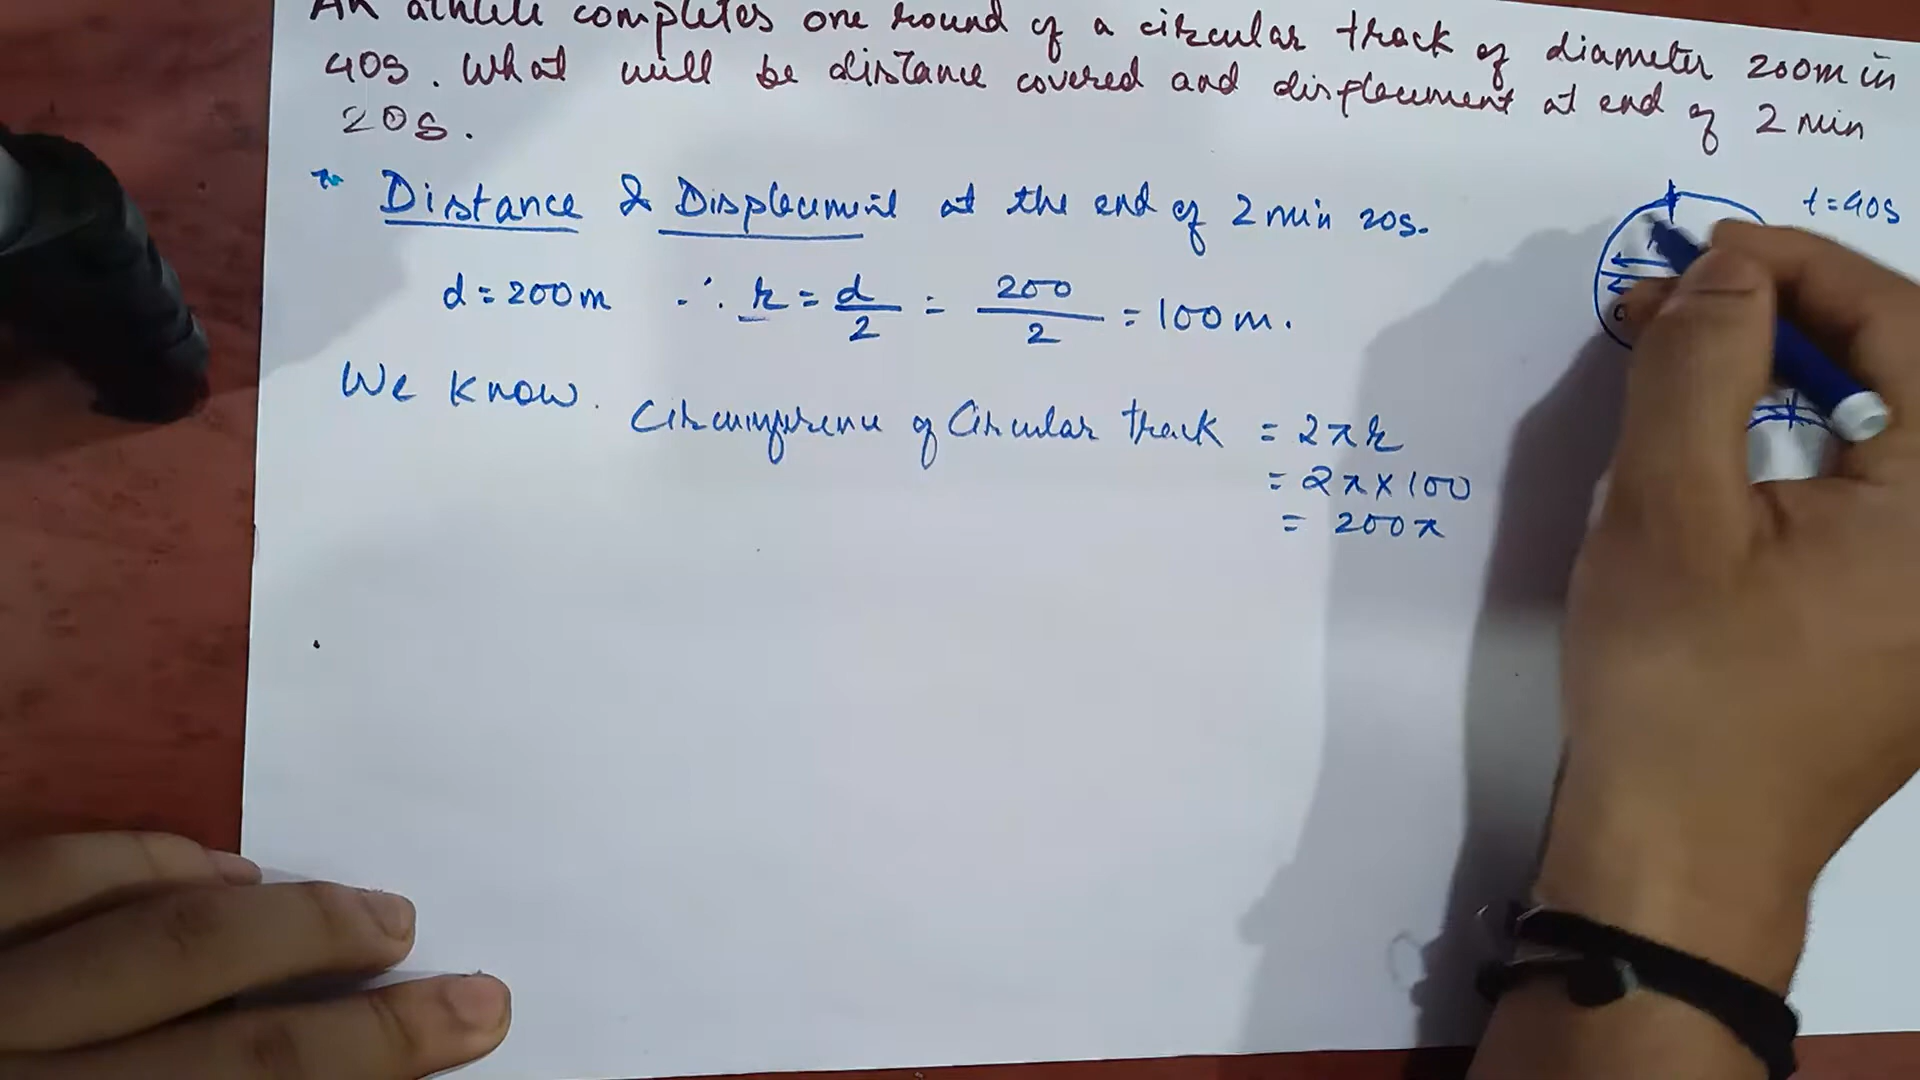 An athlete completes one round of a circular track of diameter 200m in
40s. What will be distance covered and displacement at end of 2 min
20s.
Distance & Displacement at the end of 2 min 20s.
t=40s
d = 200m ∴ r = d/2 = 200/2 = 100m.
We know. Circumference of Circular track = 2πr
= 2π×100
= 200π